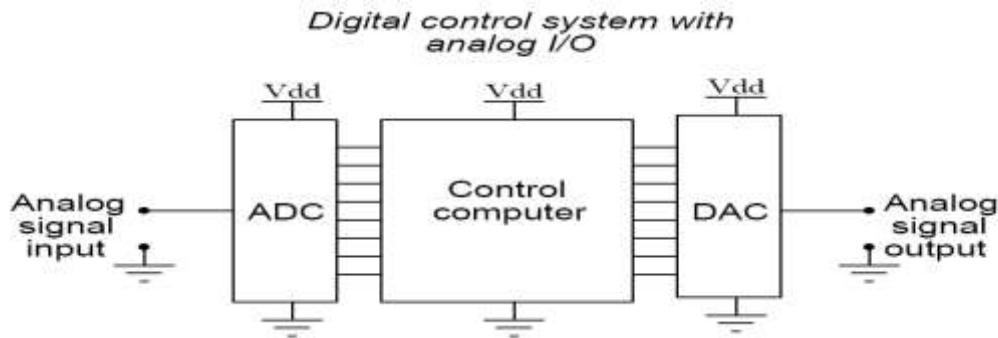 Digital control system with
analog I/O
Vdd
Vdd
Vdd
Analog
signal
input
ADC
Control
computer
DAC
Analog
signal
output